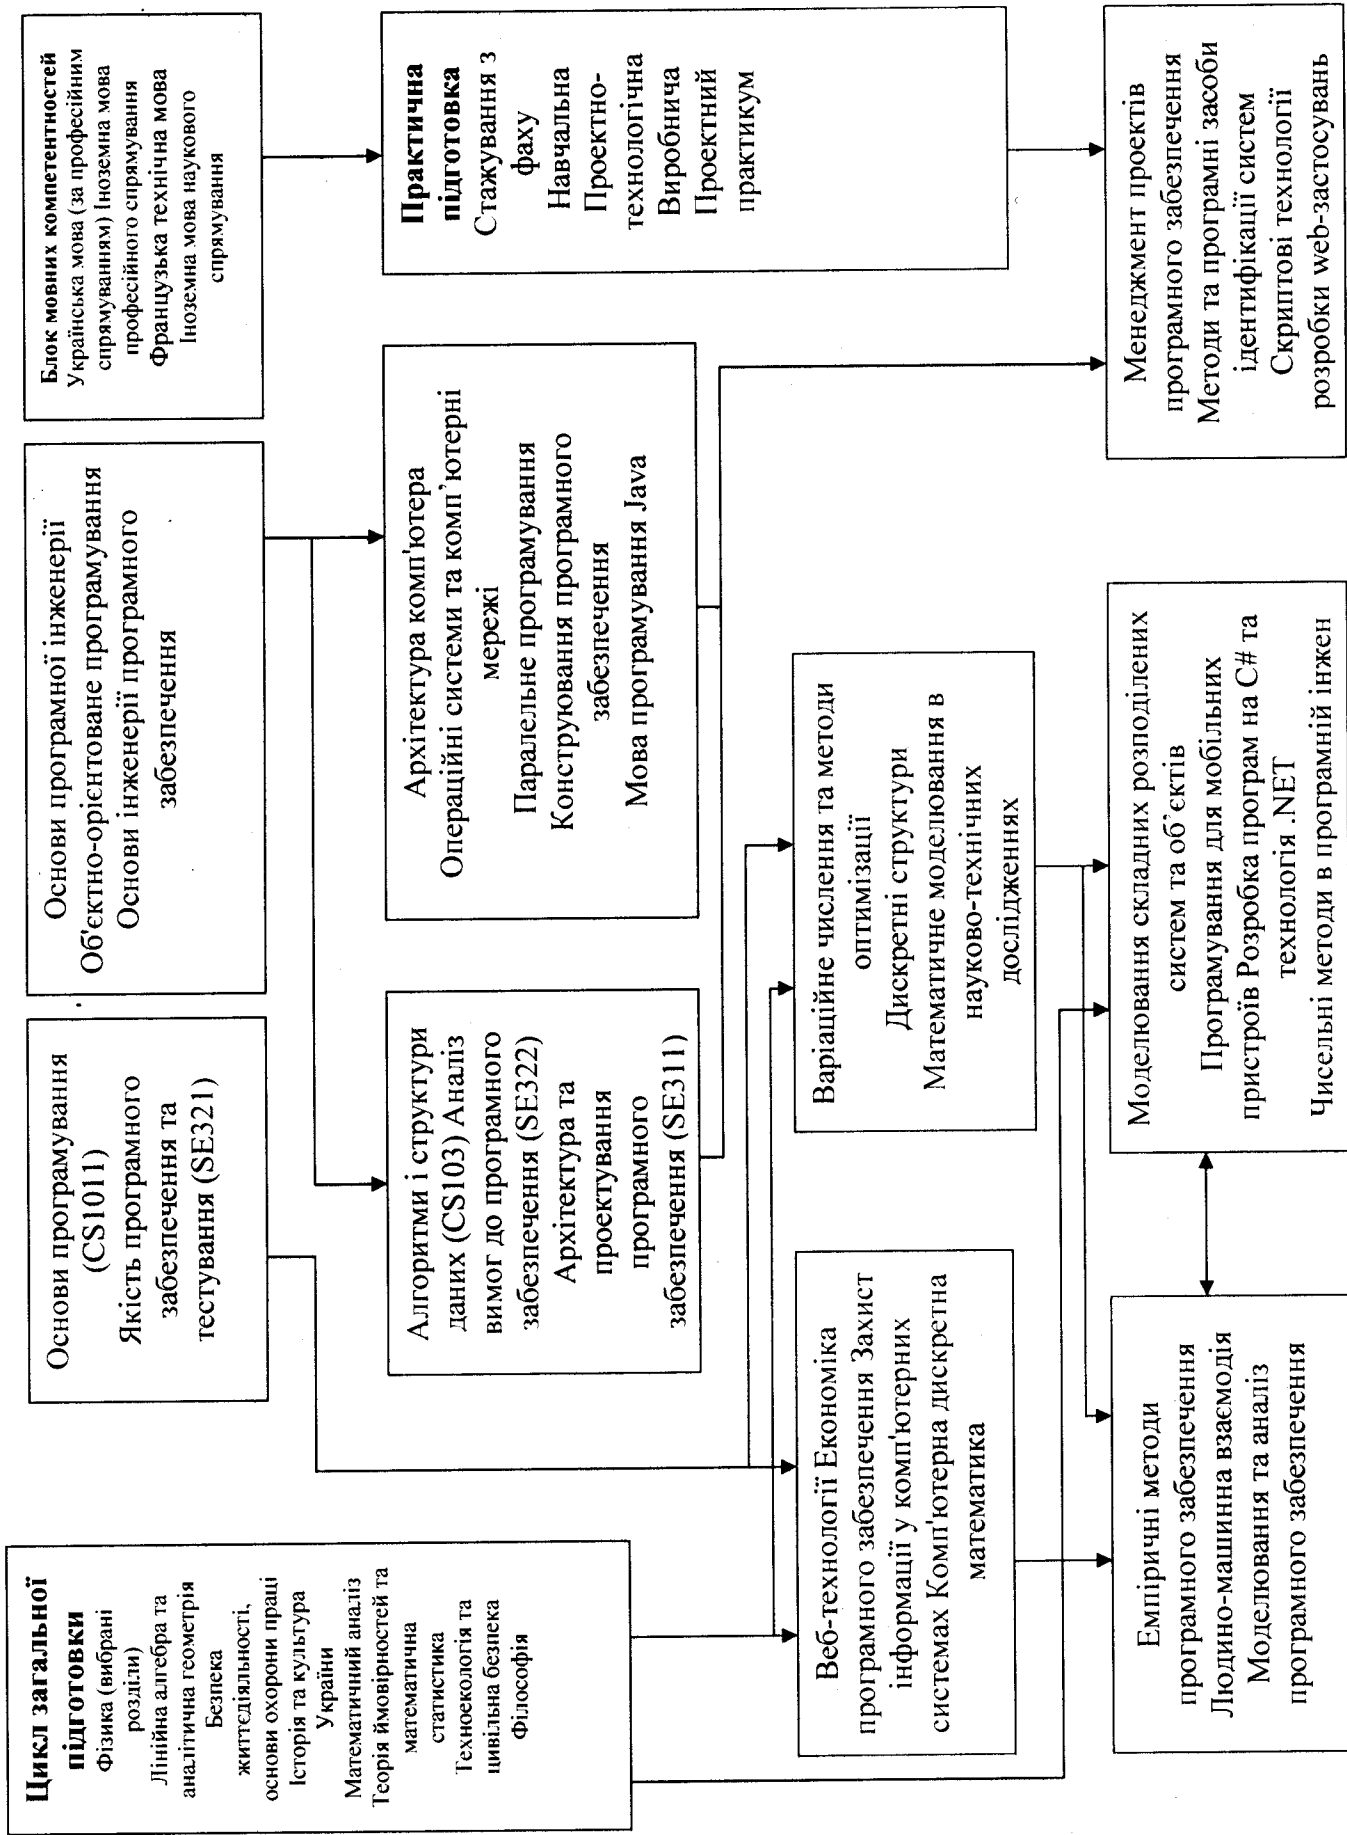 Цикл загальної
підготовки
Фізика (вибрані
розділи)
Лінійна алгебра та
аналітична геометрія
Безпека
життєдіяльності,
основи охорони праці
Історія та культура
України
Математичний аналіз
Теорія ймовірностей та
математична
статистика
Техноекологія та
цивільна безпека
Філософія
Основи програмування
(CS1011)
Якість програмного
забезпечення та
тестування (SE321)
Основи програмної інженерії
Об'єктно-орієнтоване програмування
Основи інженерії програмного
забезпечення
Блок мовних компетентностей
Українська мова (за професійним
спрямуванням) Іноземна мова
професійного спрямування
Французька технічна мова
Іноземна мова наукового
спрямування
Алгоритми і структури
даних (CS103) Аналіз
вимог до програмного
забезпечення (SE322)
Архітектура та
проектування
програмного
забезпечення (SE311)
Архітектура комп'ютера
Операційні системи та комп'ютерні
мережі
Паралельне програмування
Конструювання програмного
забезпечення
Мова програмування Java
Практична
підготовка
Стажування з
фаху
Навчальна
Проектно-
технологічна
Виробнича
Проектний
практикум
Веб-технології Економіка
програмного забезпечення Захист
інформації у комп'ютерних
системах Комп'ютерна дискретна
математика
Варіаційне числення та методи
оптимізації
Дискретні структури
Математичне моделювання в
науково-технічних
дослідженнях
Емпіричні методи
програмного забезпечення
Людино-машинна взаємодія
Моделювання та аналіз
програмного забезпечення
Моделювання складних розподілених
систем та об'єктів
Програмування для мобільних
пристроїв Розробка програм на C# та
технологія .NET
Чисельні методи в програмній інжен
Менеджмент проектів
програмного забезпечення
Методи та програмні засоби
ідентифікації систем
Скриптові технології
розробки web-застосувань